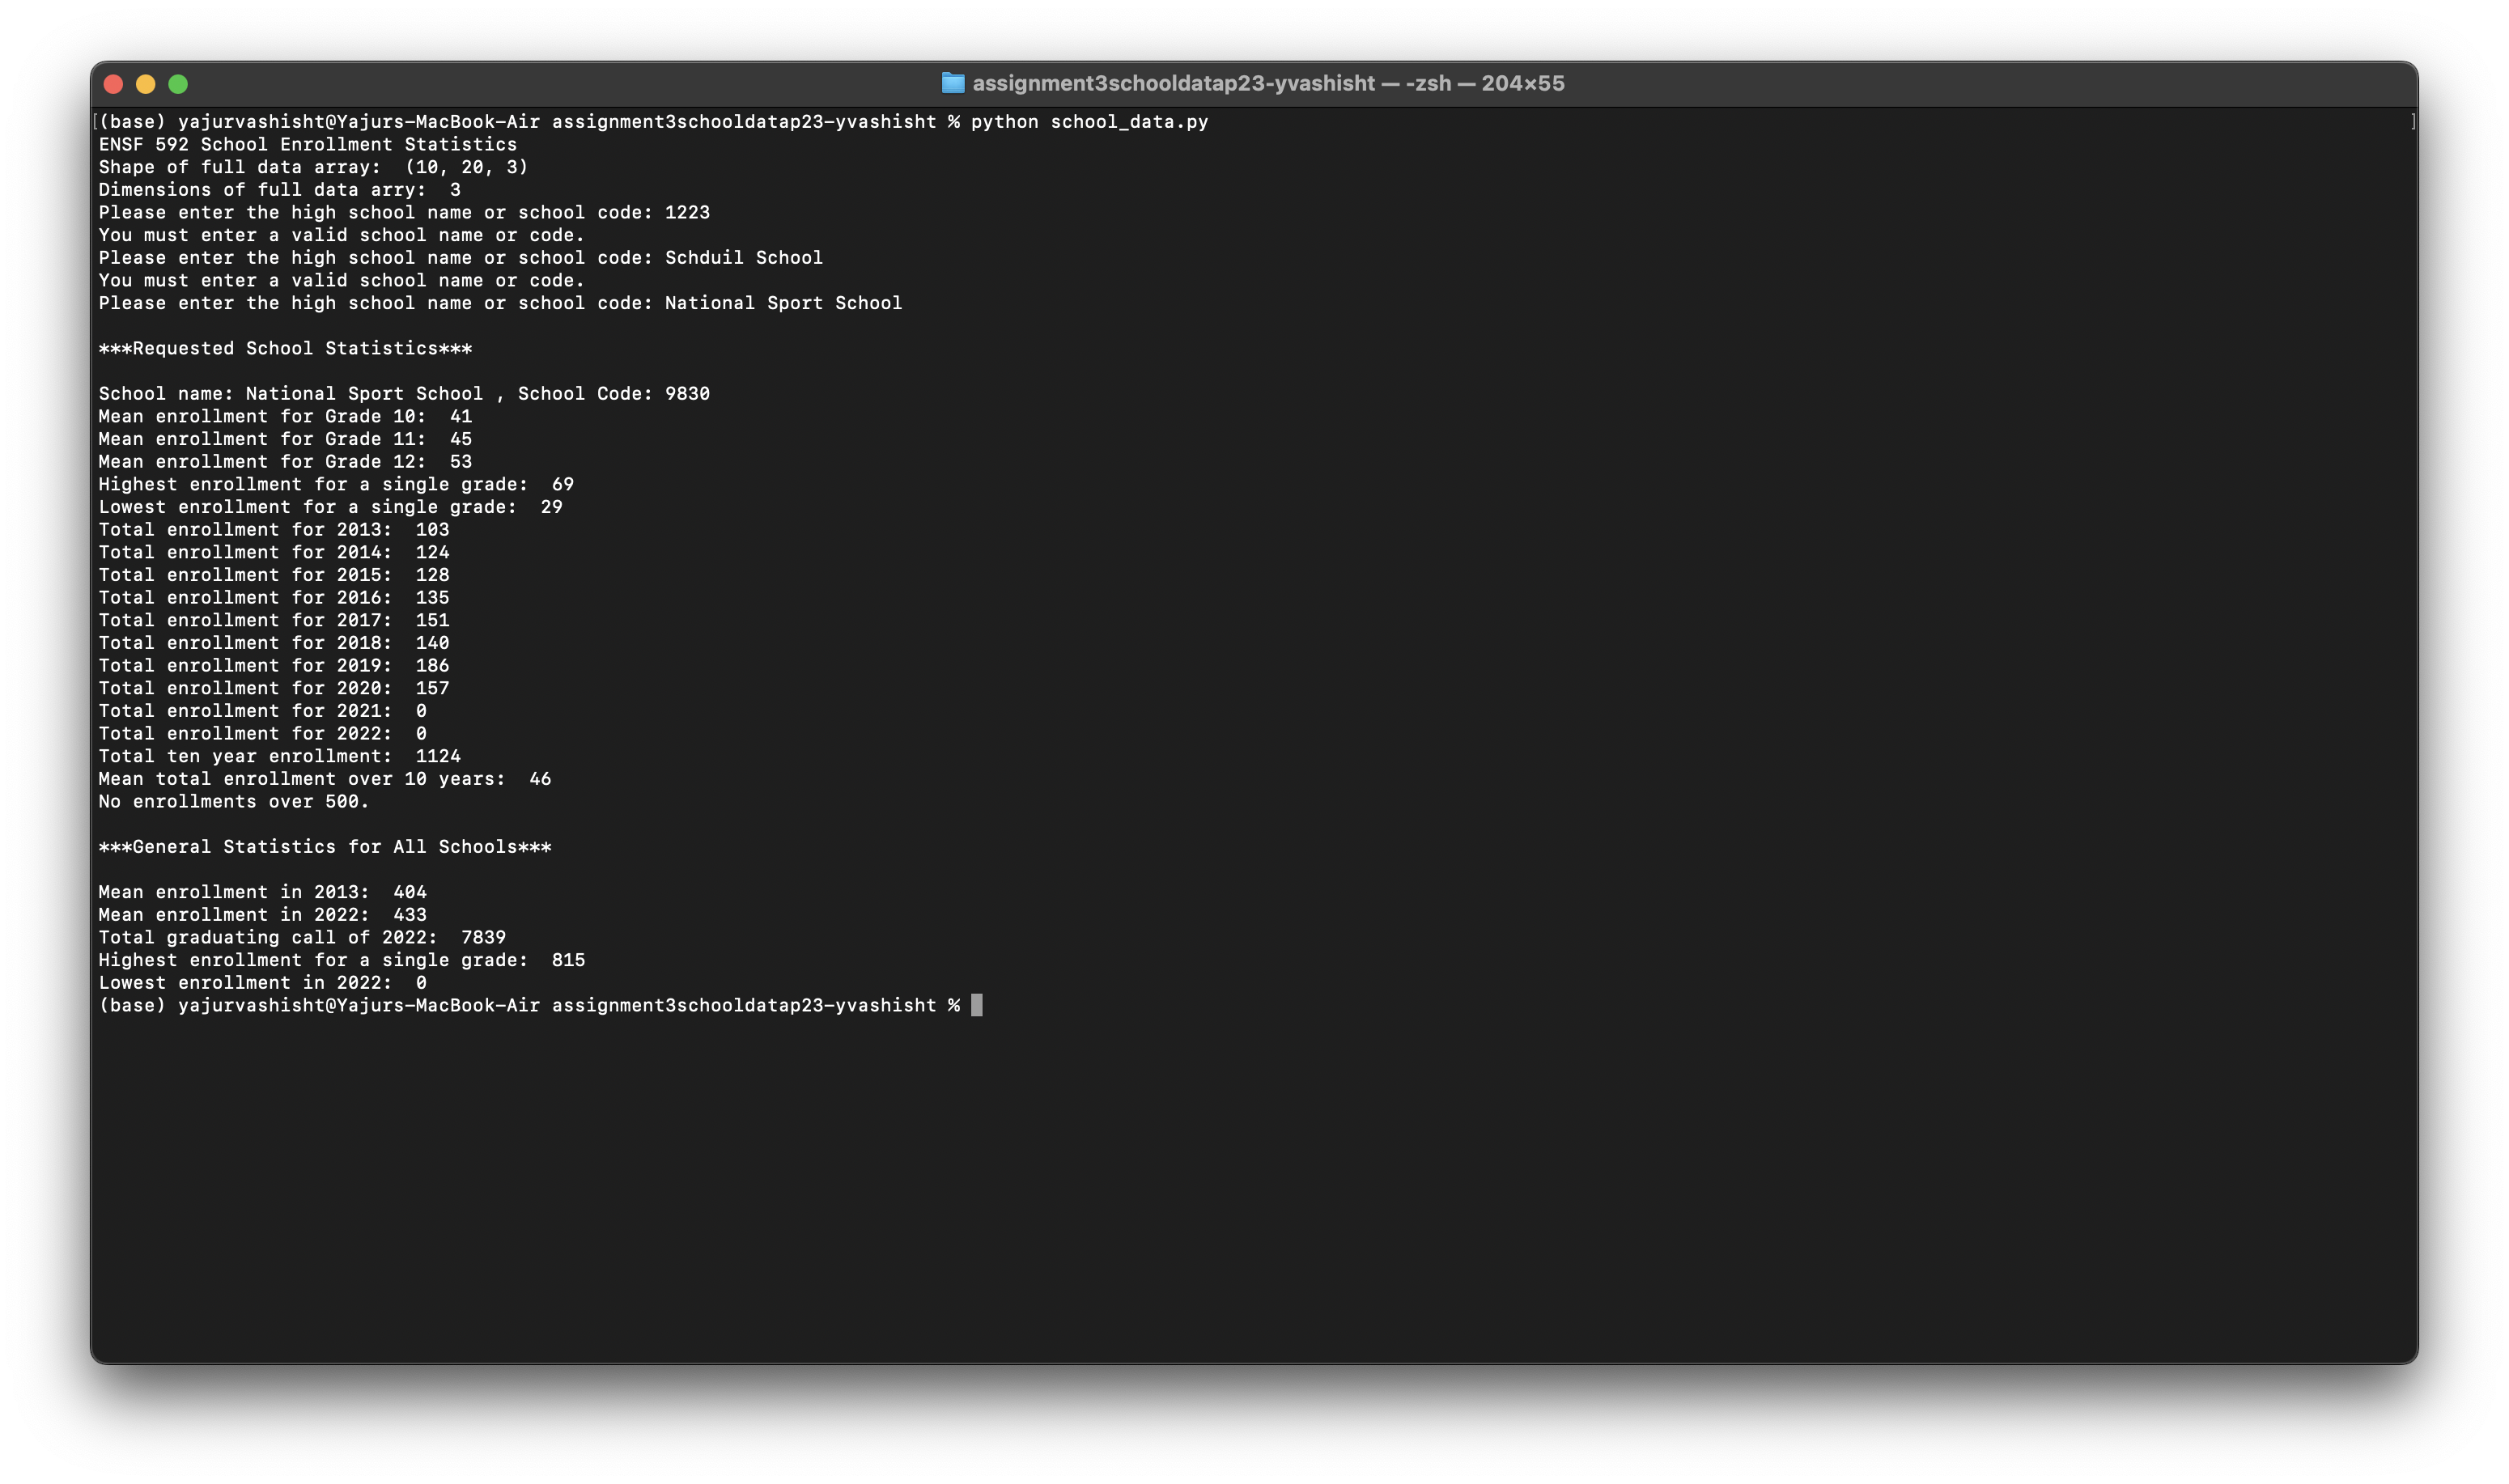 assignment3schooldatap23-yvashisht — -zsh — 204×55
[(base) yajurvashisht@Yajurs-MacBook-Air assignment3schooldatap23-yvashisht % python school_data.py ]
ENSF 592 School Enrollment Statistics
Shape of full data array:  (10, 20, 3)
Dimensions of full data arry:  3
Please enter the high school name or school code: 1223
You must enter a valid school name or code.
Please enter the high school name or school code: Schduil School
You must enter a valid school name or code.
Please enter the high school name or school code: National Sport School
***Requested School Statistics***
School name: National Sport School , School Code: 9830
Mean enrollment for Grade 10:  41
Mean enrollment for Grade 11:  45
Mean enrollment for Grade 12:  53
Highest enrollment for a single grade:  69
Lowest enrollment for a single grade:  29
Total enrollment for 2013:  103
Total enrollment for 2014:  124
Total enrollment for 2015:  128
Total enrollment for 2016:  135
Total enrollment for 2017:  151
Total enrollment for 2018:  140
Total enrollment for 2019:  186
Total enrollment for 2020:  157
Total enrollment for 2021:  0
Total enrollment for 2022:  0
Total ten year enrollment:  1124
Mean total enrollment over 10 years:  46
No enrollments over 500.
***General Statistics for All Schools***
Mean enrollment in 2013:  404
Mean enrollment in 2022:  433
Total graduating call of 2022:  7839
Highest enrollment for a single grade:  815
Lowest enrollment in 2022:  0
(base) yajurvashisht@Yajurs-MacBook-Air assignment3schooldatap23-yvashisht %